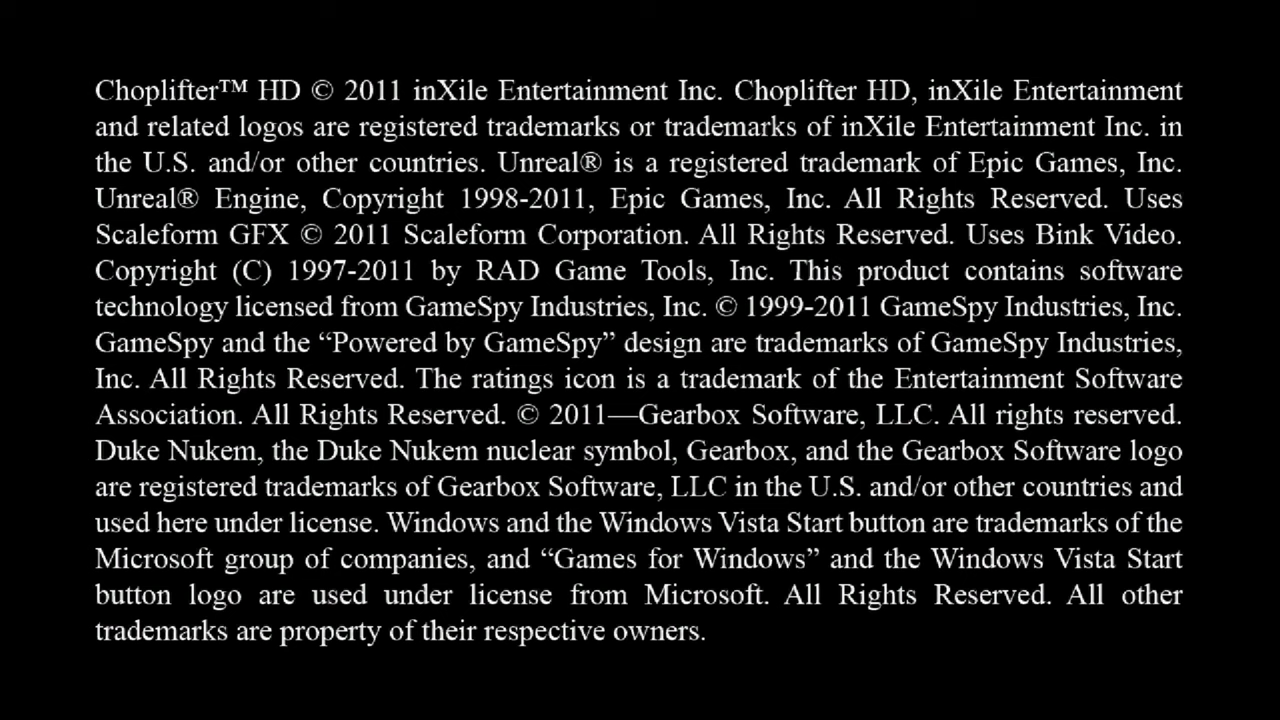 Choplifter™ HD © 2011 inXile Entertainment Inc. Choplifter HD, inXile Entertainment
and related logos are registered trademarks or trademarks of inXile Entertainment Inc. in
the U.S. and/or other countries. Unreal® is a registered trademark of Epic Games, Inc.
Unreal® Engine, Copyright 1998-2011, Epic Games, Inc. All Rights Reserved. Uses
Scaleform GFX © 2011 Scaleform Corporation. All Rights Reserved. Uses Bink Video.
Copyright (C) 1997-2011 by RAD Game Tools, Inc. This product contains software
technology licensed from GameSpy Industries, Inc. © 1999-2011 GameSpy Industries, Inc.
GameSpy and the “Powered by GameSpy” design are trademarks of GameSpy Industries,
Inc. All Rights Reserved. The ratings icon is a trademark of the Entertainment Software
Association. All Rights Reserved. © 2011—Gearbox Software, LLC. All rights reserved.
Duke Nukem, the Duke Nukem nuclear symbol, Gearbox, and the Gearbox Software logo
are registered trademarks of Gearbox Software, LLC in the U.S. and/or other countries and
used here under license. Windows and the Windows Vista Start button are trademarks of the
Microsoft group of companies, and “Games for Windows” and the Windows Vista Start
button logo are used under license from Microsoft. All Rights Reserved. All other
trademarks are property of their respective owners.